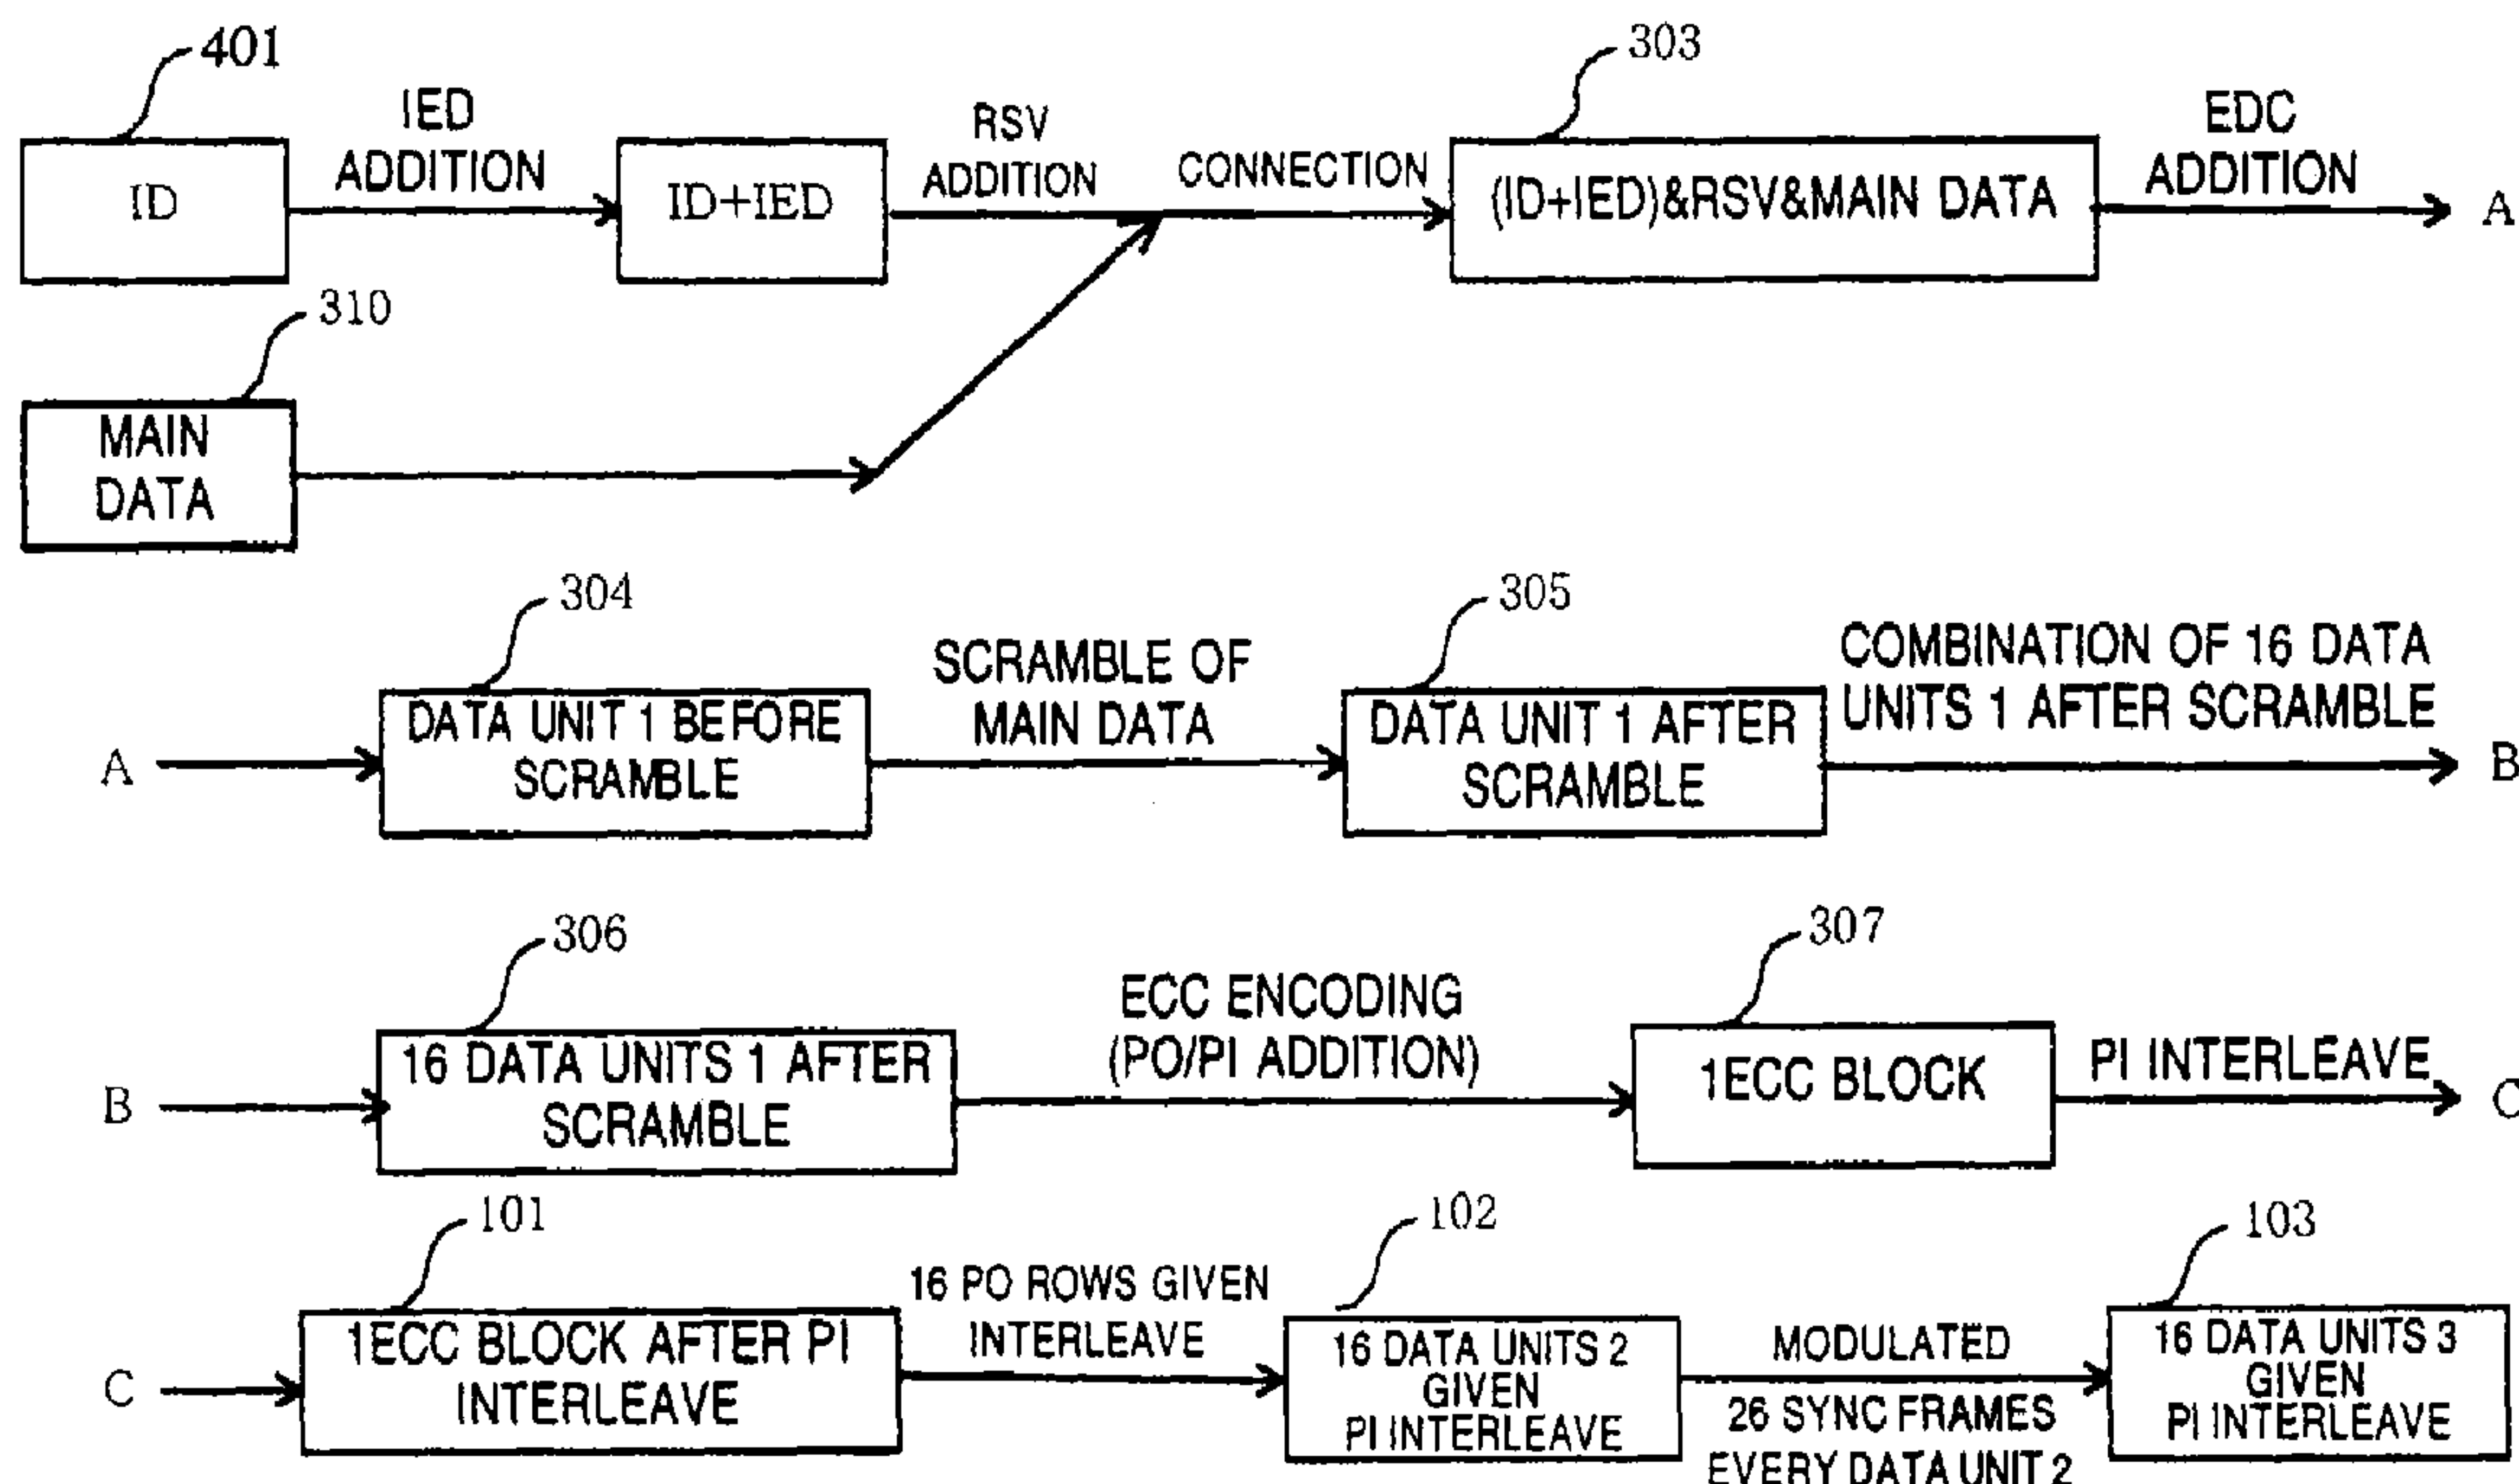 401
303
IED
ADDITION
RSV
ADDITION
CONNECTION
EDC
ADDITION
ID
ID+IED
(ID+IED)&RSV&MAIN DATA
A
310
MAIN
DATA
304
305
SCRAMBLE OF
MAIN DATA
COMBINATION OF 16 DATA
UNITS 1 AFTER SCRAMBLE
A
DATA UNIT 1 BEFORE
SCRAMBLE
DATA UNIT 1 AFTER
SCRAMBLE
B
306
307
ECC ENCODING
(PO/PI ADDITION)
PI INTERLEAVE
B
16 DATA UNITS 1 AFTER
SCRAMBLE
1ECC BLOCK
C
101
102
103
16 PO ROWS GIVEN
INTERLEAVE
C
1ECC BLOCK AFTER PI
INTERLEAVE
16 DATA UNITS 2
GIVEN
PI INTERLEAVE
MODULATED
26 SYNC FRAMES
EVERY DATA UNIT 2
16 DATA UNITS 3
GIVEN
PI INTERLEAVE